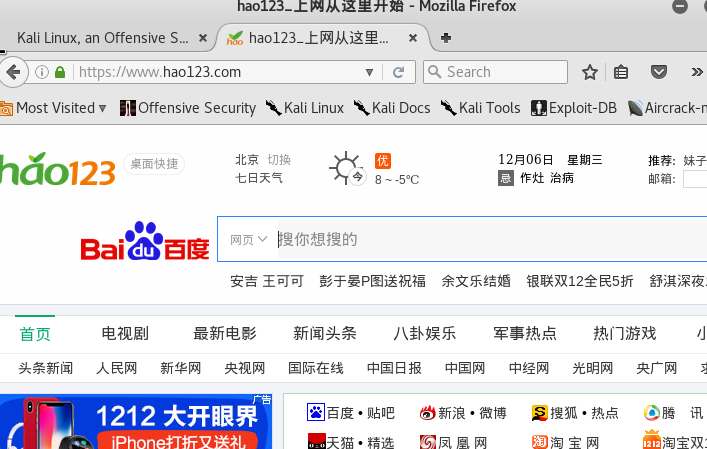 hao123_上网从这里开始 - Mozilla Firefox
Kali Linux, an Offensive S... hao123_上网从这里...
https://www.hao123.com Search
Most Visited Offensive Security Kali Linux Kali Docs Kali Tools Exploit-DB Aircrack-n
hao123 桌面快捷 北京 切换 优 12月06日 星期三 推荐: 妹子
七日天气 今 8 ~ -5℃ 忌 作灶 治病 邮箱:
Bai du 百度 网页 搜你想搜的
安吉 王可可 彭于晏P图送祝福 余文乐结婚 银联双12全民5折 舒淇深夜
首页 电视剧 最新电影 新闻头条 八卦娱乐 军事热点 热门游戏 小
头条新闻 人民网 新华网 央视网 国际在线 中国日报 中国网 中经网 光明网 央广网
广告
1212 大开眼界 百度 • 贴吧 新浪 • 微博 搜狐 • 热点 腾 讯
iPhone打折又送礼 天猫 • 精选 凤 凰 网 淘 淘 宝 网 1212 淘宝双1